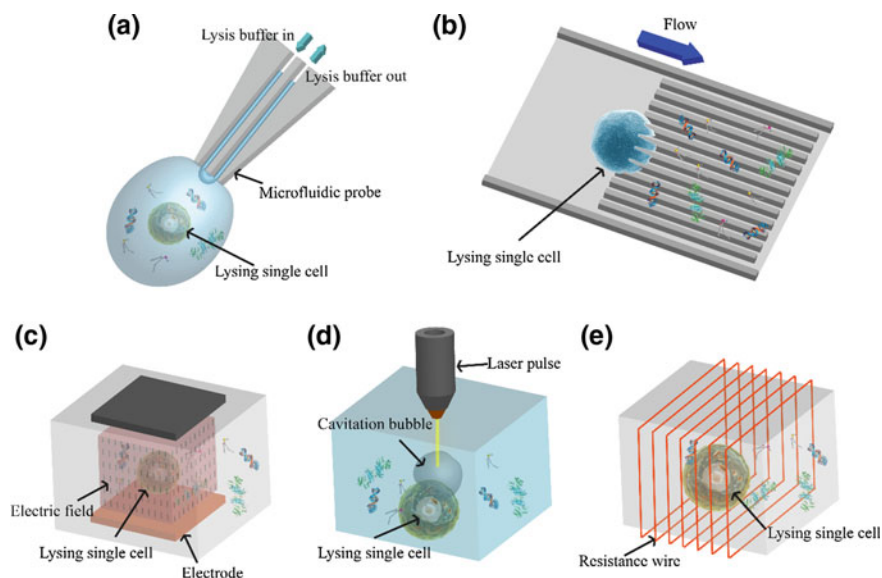 (a)
Lysis buffer in
Lysis buffer out
Microfluidic probe
Lysing single cell
(b)
Flow
Lysing single cell
(c)
Electric field
Lysing single cell
Electrode
(d)
Laser pulse
Cavitation bubble
Lysing single cell
(e)
Lysing single cell
Resistance wire